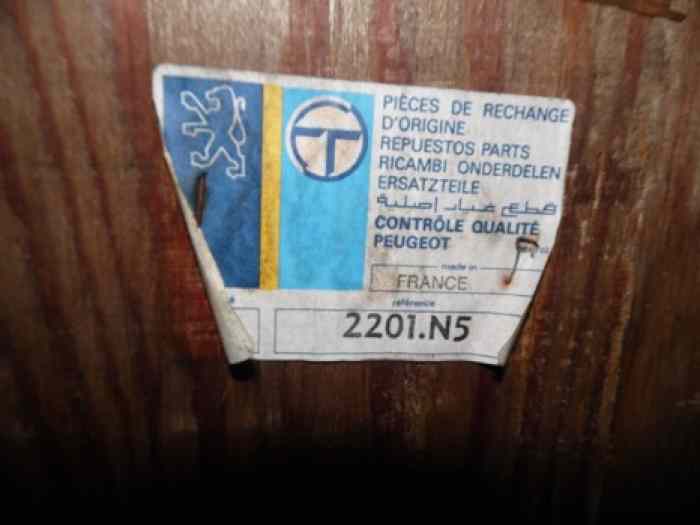 PIÈCES DE RECHANGE
D'ORIGINE
REPUESTOS PARTS
RICAMBI ONDERDELEN
ERSATZTEILE
قطع غيار اصلية
CONTRÔLE QUALITÉ
PEUGEOT
made in
FRANCE
référence
2201.N5